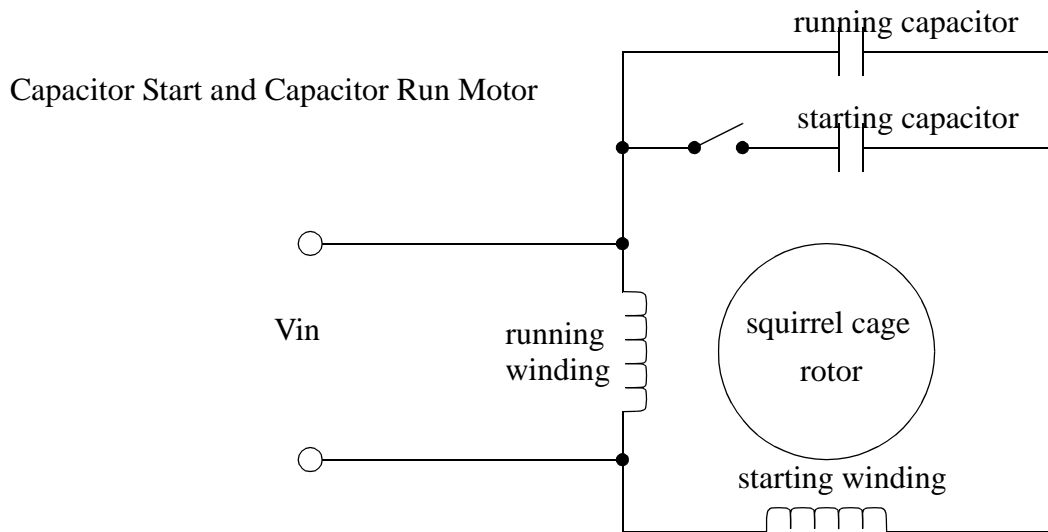 running capacitor
Capacitor Start and Capacitor Run Motor
starting capacitor
Vin
running
winding
squirrel cage
rotor
starting winding